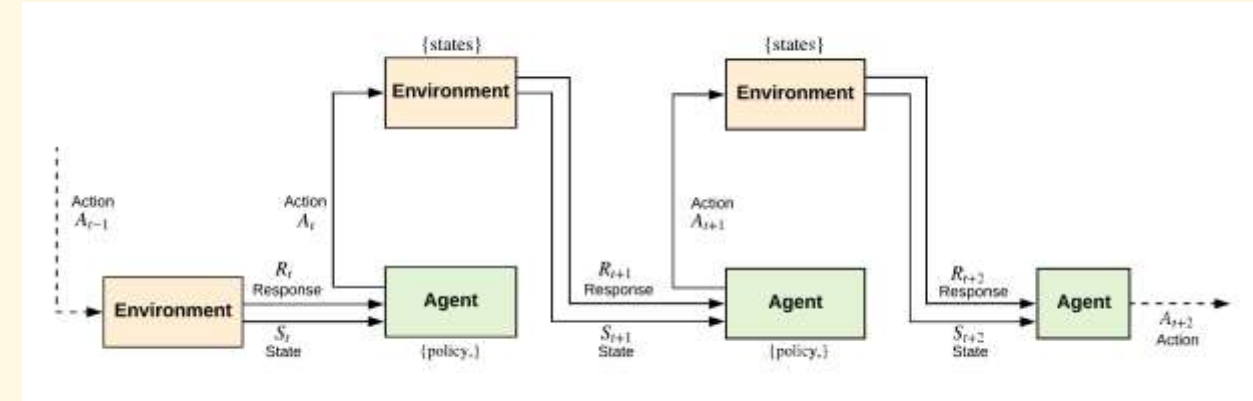 {states}
{states}
Environment
Environment
Action
A_{t-1}
Action
A_t
Action
A_{t+1}
Environment
R_t
Response
S_t
State
Agent
{policy,}
R_{t+1}
Response
S_{t+1}
State
Agent
{policy,}
R_{t+2}
Response
S_{t+2}
State
Agent
A_{t+2}
Action